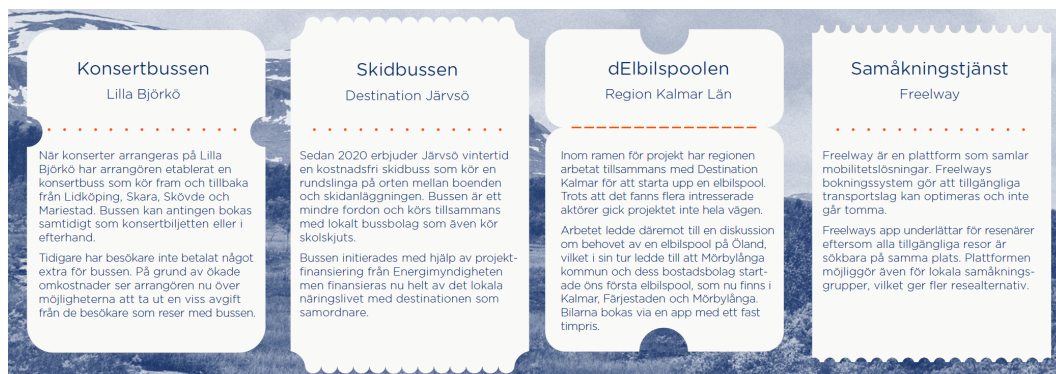 Konsertbussen
Lilla Björkö
När konserter arrangeras på Lilla
Björkö har arrangören etablerat en
konsertbuss som kör fram och tillbaka
från Lidköping, Skara, Skövde och
Mariestad. Bussen kan antingen bokas
samtidigt som konsertbiljetten eller i
efterhand.
Tidigare har besökare inte betalat något
extra för bussen. På grund av ökade
omkostnader ser arrangören nu över
möjligheterna att ta ut en viss avgift
från de besökare som reser med bussen.
Skidbussen
Destination Järvsö
Sedan 2020 erbjuder Järvsö vintertid
en kostnadsfri skidbuss som kör en
rundslinga på orten mellan boenden
och skidanläggningen. Bussen är ett
mindre fordon och körs tillsammans
med lokalt bussbolag som även kör
skolskjuts.
Bussen initierades med hjälp av projekt-
finansiering från Energimyndigheten
men finansieras nu helt av det lokala
näringslivet med destinationen som
samordnare.
dElbilspoolen
Region Kalmar Län
Inom ramen för projekt har regionen
arbetat tillsammans med Destination
Kalmar för att starta upp en elbilspool.
Trots att det fanns flera intresserade
aktörer gick projektet inte hela vägen.
Arbetet ledde däremot till en diskussion
om behovet av en elbilspool på Öland,
vilket i sin tur ledde till att Mörbylånga
kommun och dess bostadsbolag start-
ade öns första elbilspool, som nu finns i
Kalmar, Färjestaden och Mörbylånga.
Bilarna bokas via en app med ett fast
timpris.
Samåkningstjänst
Freelway
Freelway är en plattform som samlar
mobilitetslösningar. Freelways
bokningssystem gör att tillgängliga
transportslag kan optimeras och inte
går tomma.
Freelways app underlättar för resenärer
eftersom alla tillgängliga resor är
sökbara på samma plats. Plattformen
möjliggör även för lokala samåknings-
grupper, vilket ger fler resealternativ.